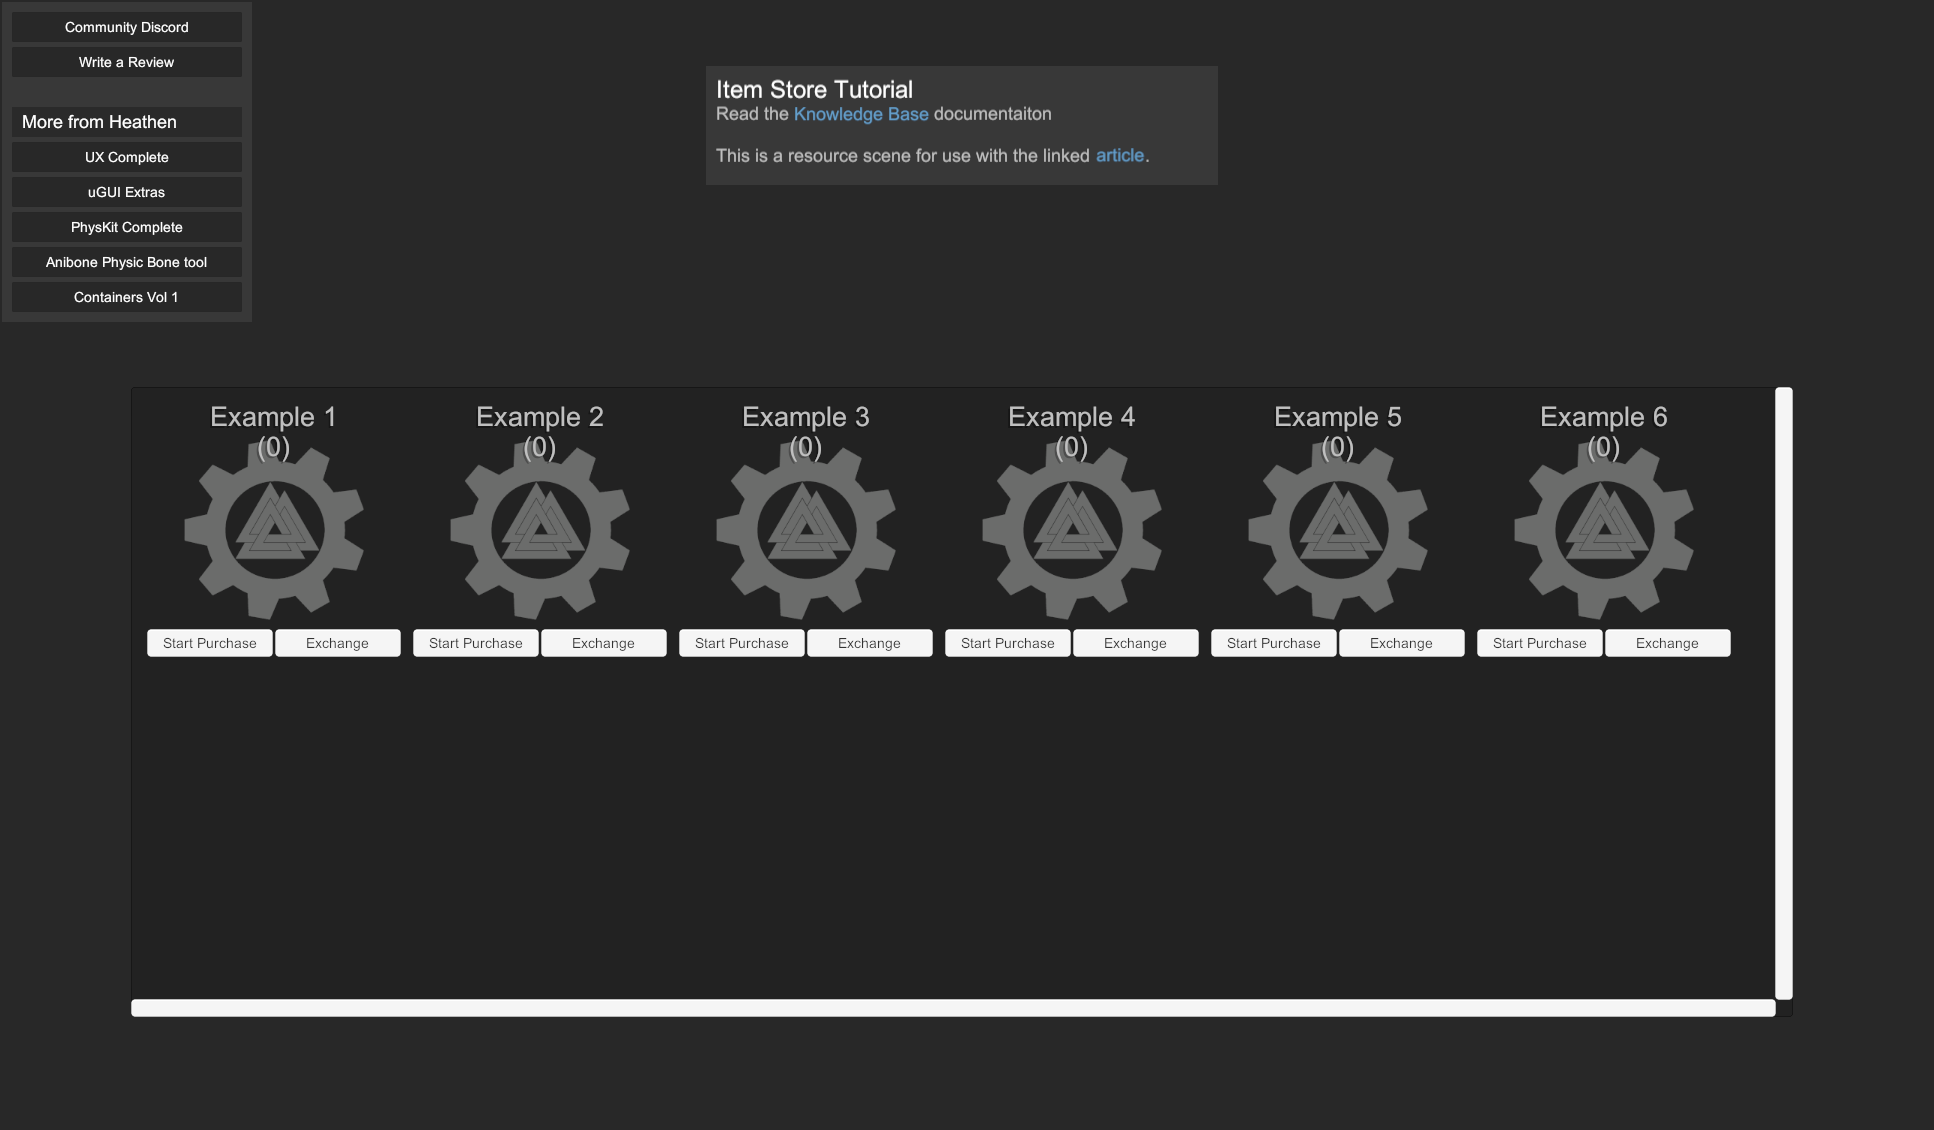 Community Discord
Write a Review
More from Heathen
UX Complete
uGUI Extras
PhysKit Complete
Anibone Physic Bone tool
Containers Vol 1
Item Store Tutorial
Read the Knowledge Base documentaiton
This is a resource scene for use with the linked article.
Example 1
(0)
Start Purchase
Exchange
Example 2
(0)
Start Purchase
Exchange
Example 3
(0)
Start Purchase
Exchange
Example 4
(0)
Start Purchase
Exchange
Example 5
(0)
Start Purchase
Exchange
Example 6
(0)
Start Purchase
Exchange